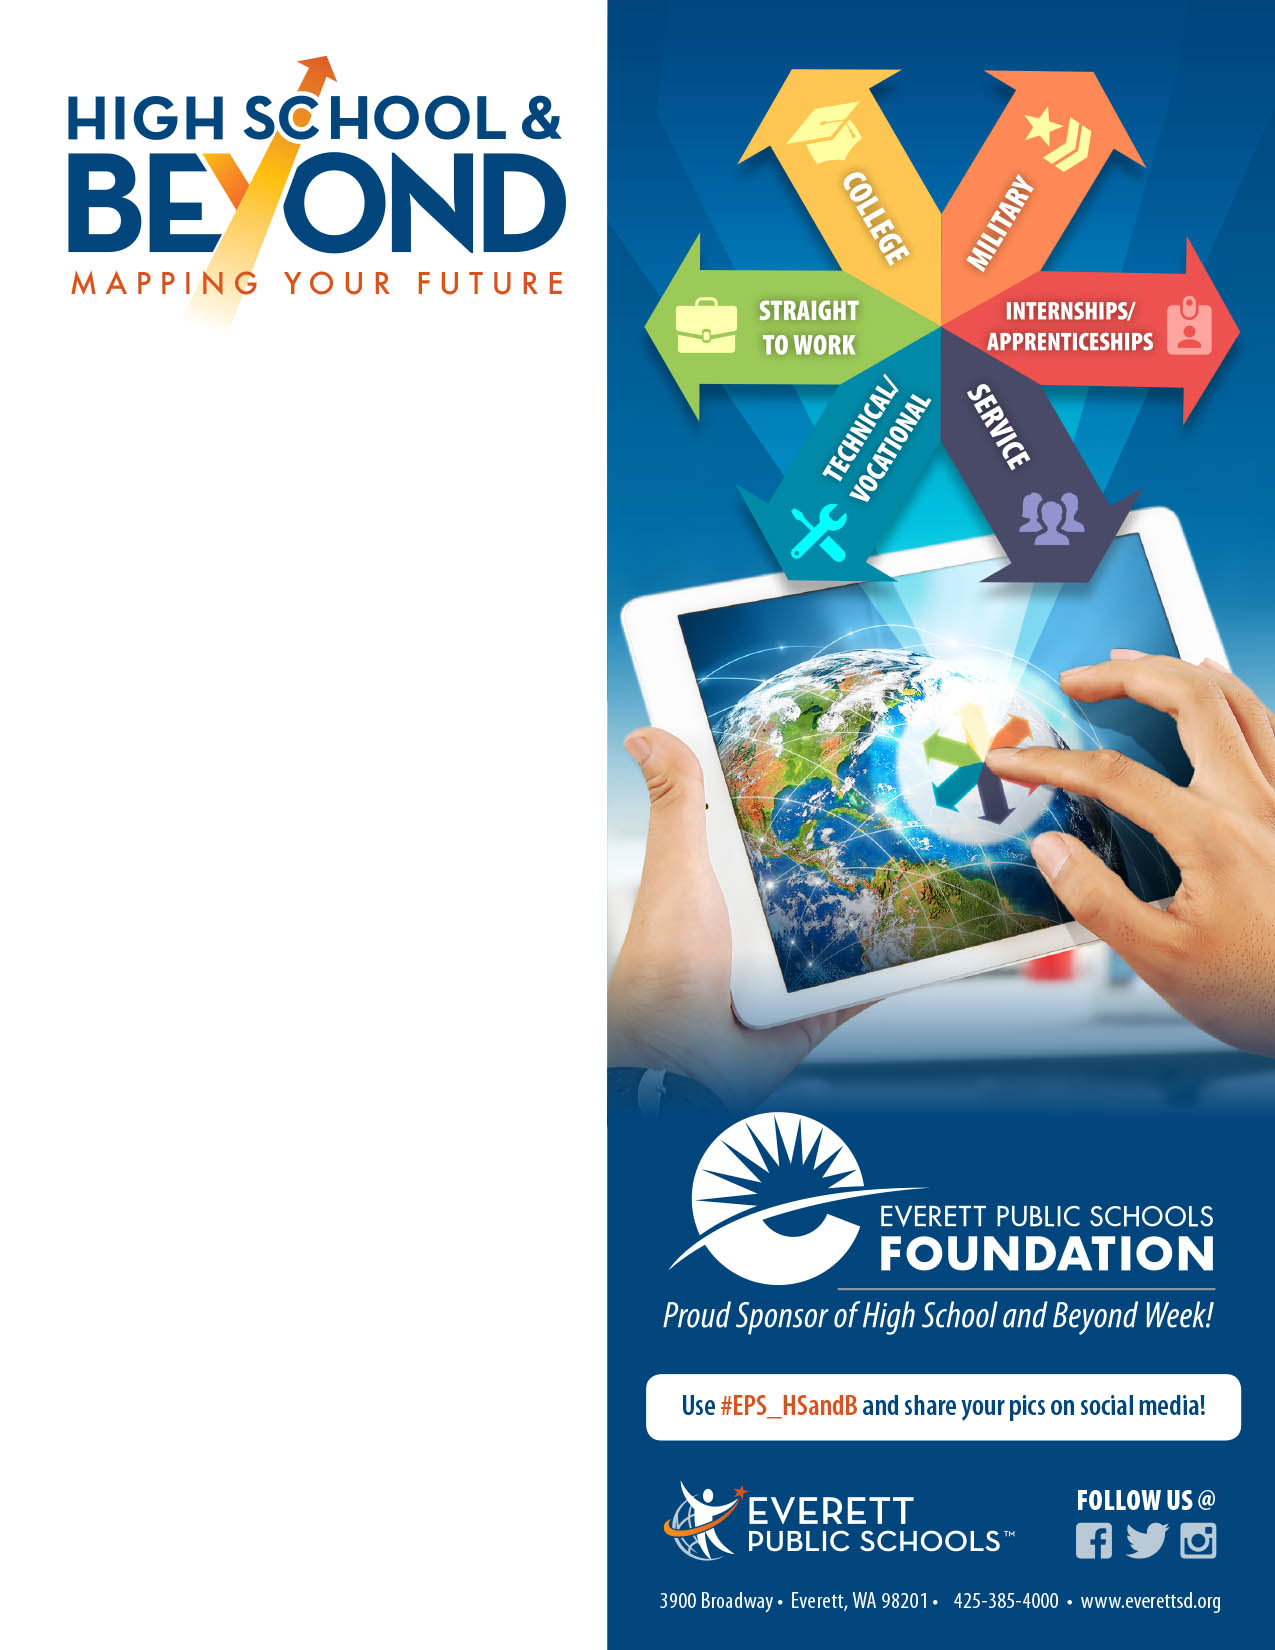 HIGH SCHOOL &
BEYOND
MAPPING YOUR FUTURE
COLLEGE
MILITARY
STRAIGHT
TO WORK
INTERNSHIPS/
APPRENTICESHIPS
TECHNICAL/
VOCATIONAL
SERVICE
EVERETT PUBLIC SCHOOLS
FOUNDATION
Proud Sponsor of High School and Beyond Week!
Use #EPS_HSandB and share your pics on social media!
EVERETT
PUBLIC SCHOOLS™
FOLLOW US @
3900 Broadway • Everett, WA 98201 • 425-385-4000 • www.everettsd.org